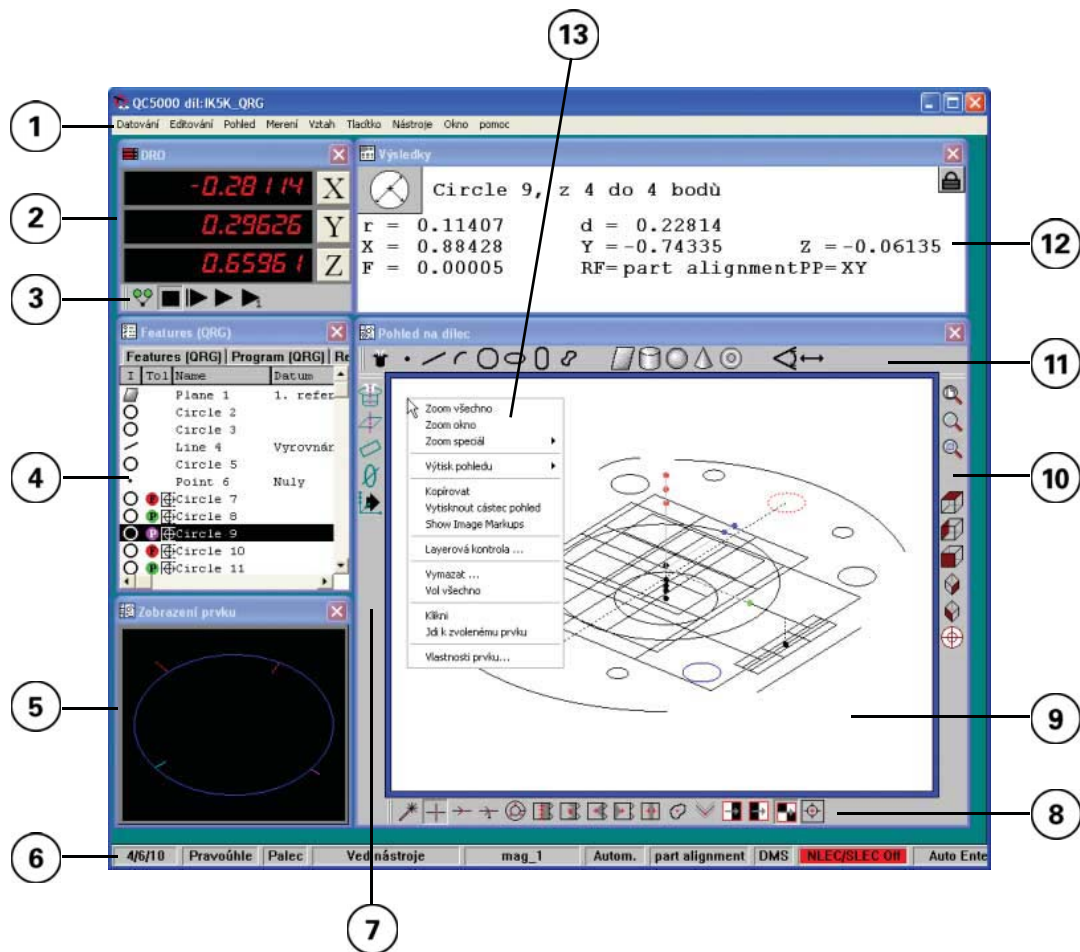 13
QC5000 díl:IK5K_QRG
1
Datování Editování Pohled Merení Vztah Tlacítko Nástroje Okno pomoc
DRO
-0.28114 X
2
0.29626 Y
0.65961 Z
3
1
Výsledky
Circle 9, z 4 do 4 bodù
r = 0.11407 d = 0.22814
X = 0.88428 Y =-0.74335 Z =-0.06135
F = 0.00005 RF=part alignmentPP=XY
12
Features (QRG)
Features (QRG) Program (QRG) Re
I Tol Name Datum
Plane 1 1. refer
Circle 2
Circle 3
Line 4 Vyrovnár
Circle 5
4
Point 6 Nuly
P Circle 7
P Circle 8
P Circle 9
P Circle 10
P Circle 11
Pohled na dílec
11
Zoom všechno
Zoom okno
Zoom speciál
Výtisk pohledu
Kopírovat
Vytisknout cástec pohled
Show Image Markups
Layerová kontrola ...
Vymazat ...
Vol všechno
Klikni
Jdi k zvolenému prvku
Vlastnosti prvku...
10
Zobrazení prvku
5
9
8
6
4/6/10 Pravoúhle Palec Ved nástroje mag_1 Autom. part alignment DMS NLEC/SLEC Off Auto Ente
7